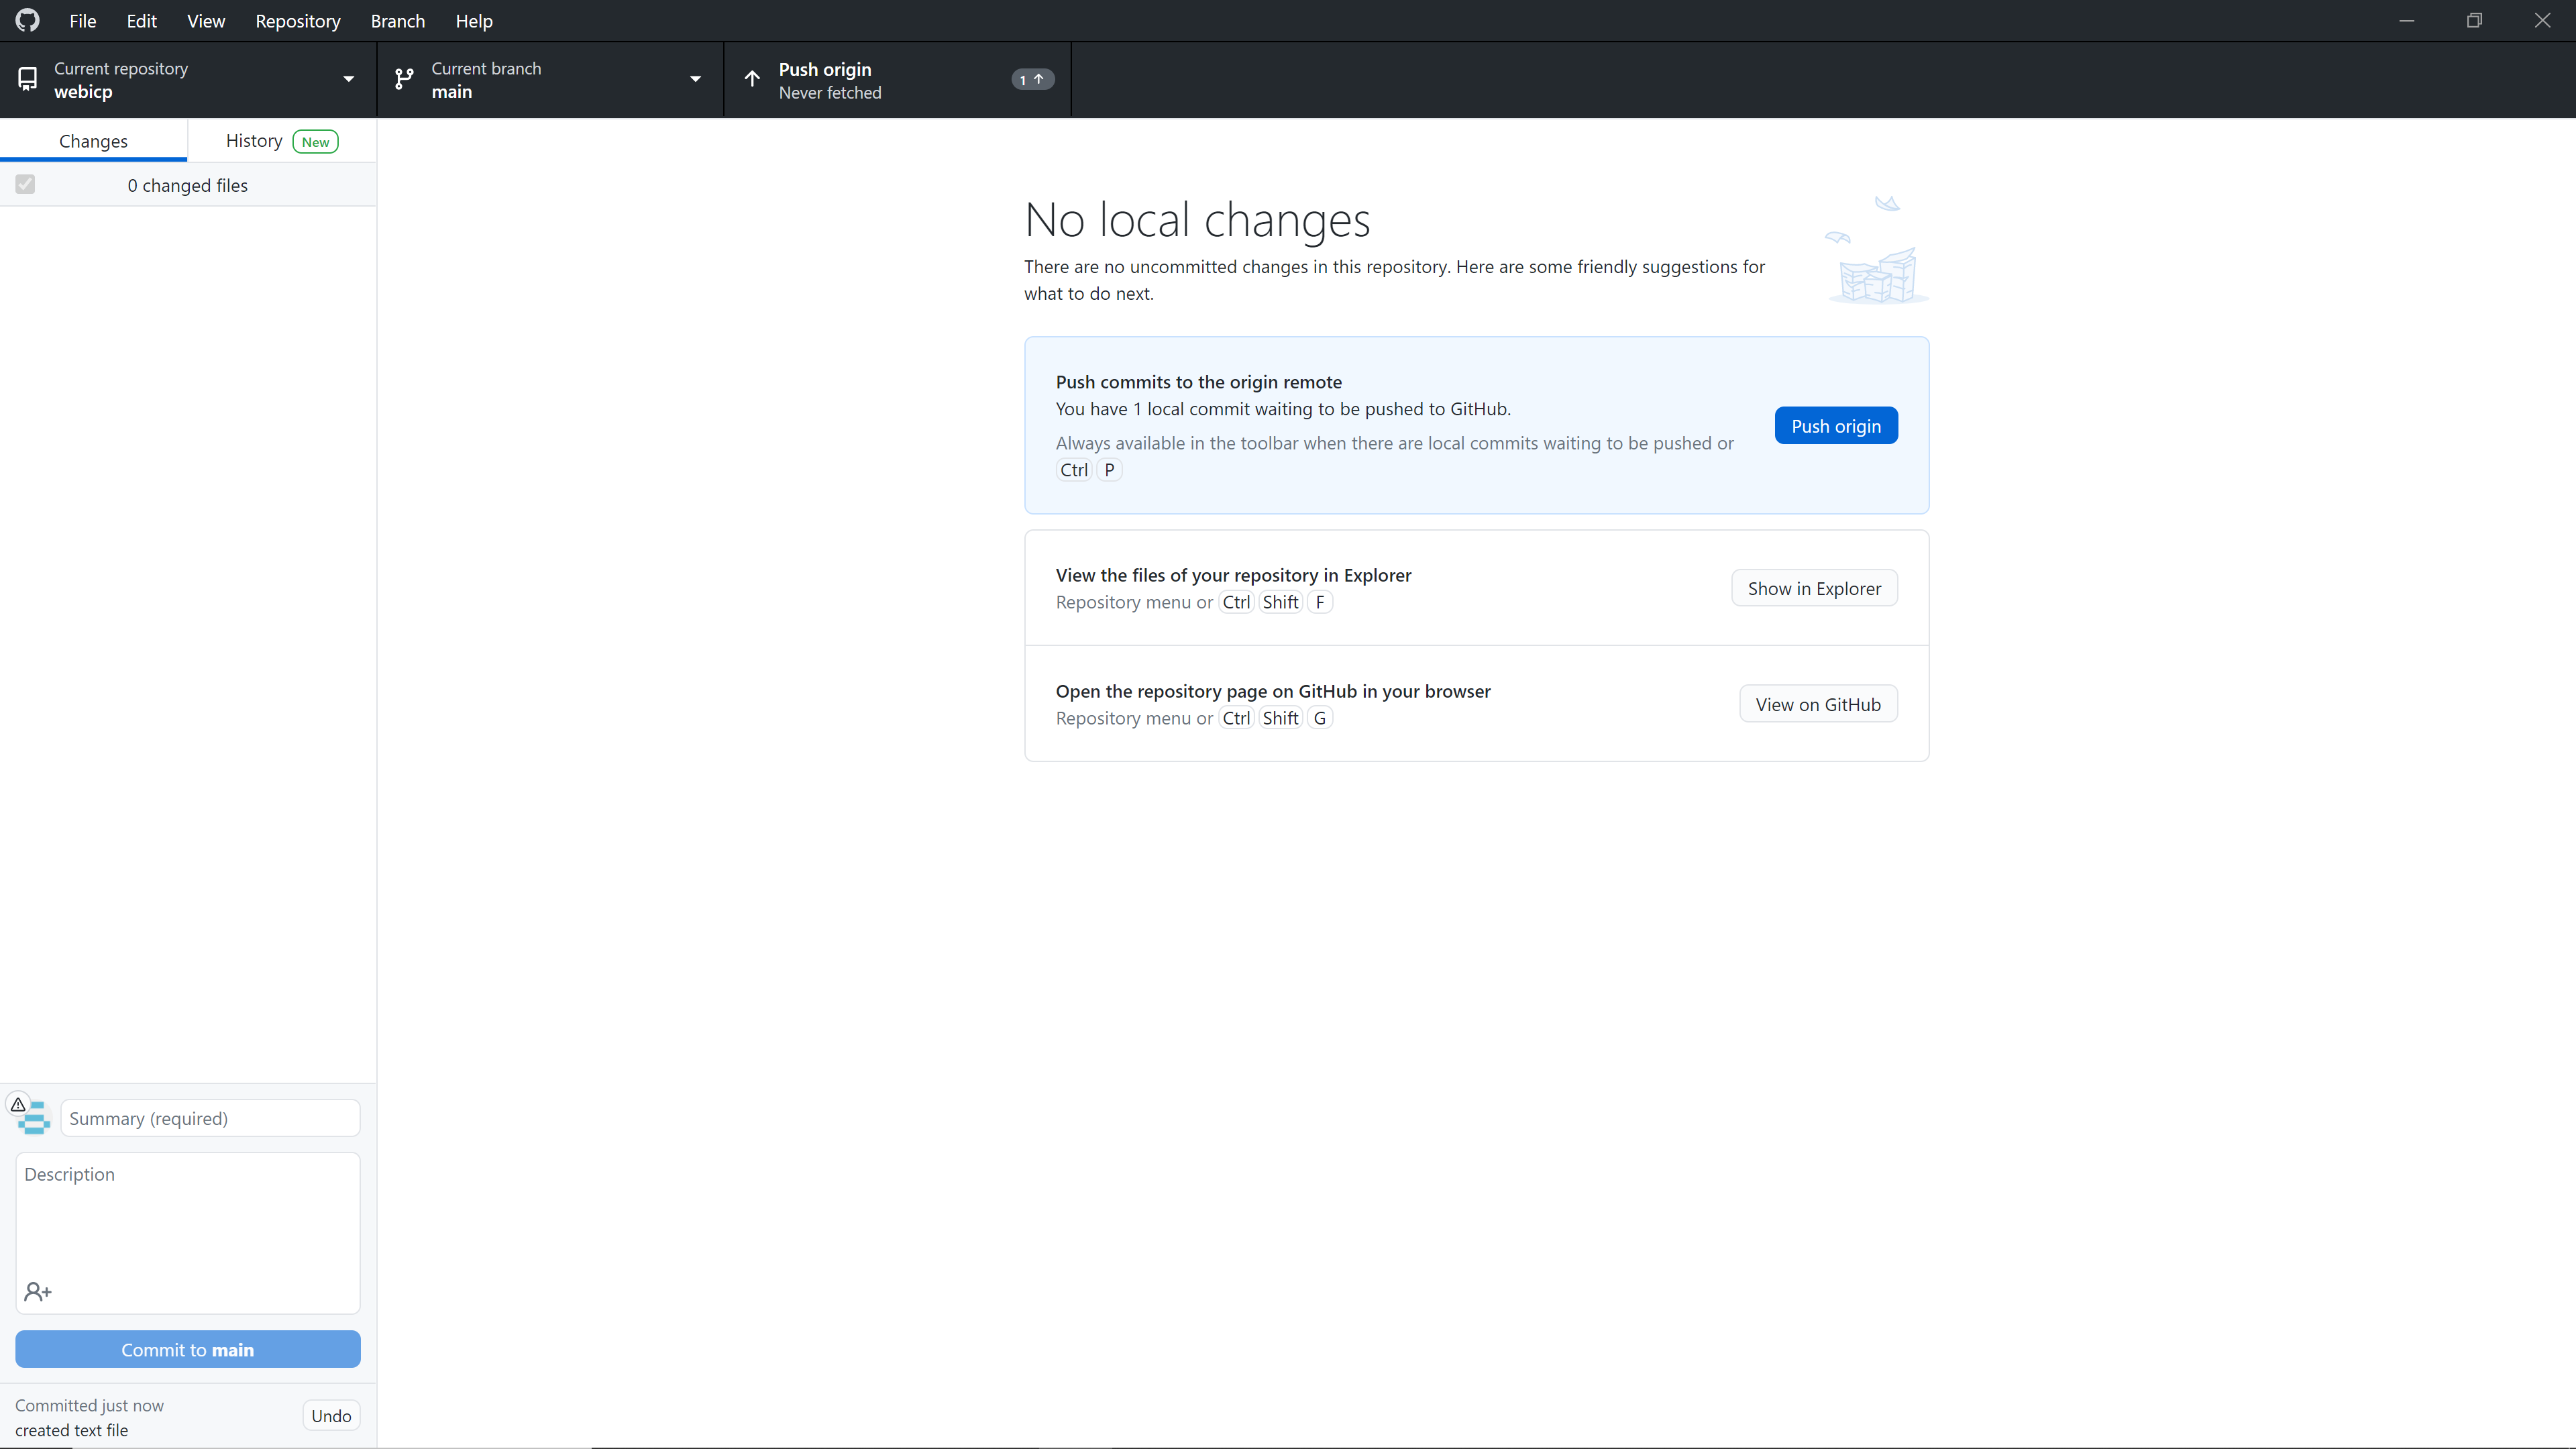 File Edit View Repository Branch Help
Current repository
webicp
Current branch
main
Push origin
Never fetched
1
Changes
History New
0 changed files
No local changes
There are no uncommitted changes in this repository. Here are some friendly suggestions for
what to do next.
Push commits to the origin remote
You have 1 local commit waiting to be pushed to GitHub.
Always available in the toolbar when there are local commits waiting to be pushed or
Ctrl P
Push origin
View the files of your repository in Explorer
Repository menu or Ctrl Shift F
Show in Explorer
Open the repository page on GitHub in your browser
Repository menu or Ctrl Shift G
View on GitHub
Summary (required)
Description
Commit to main
Committed just now
created text file
Undo